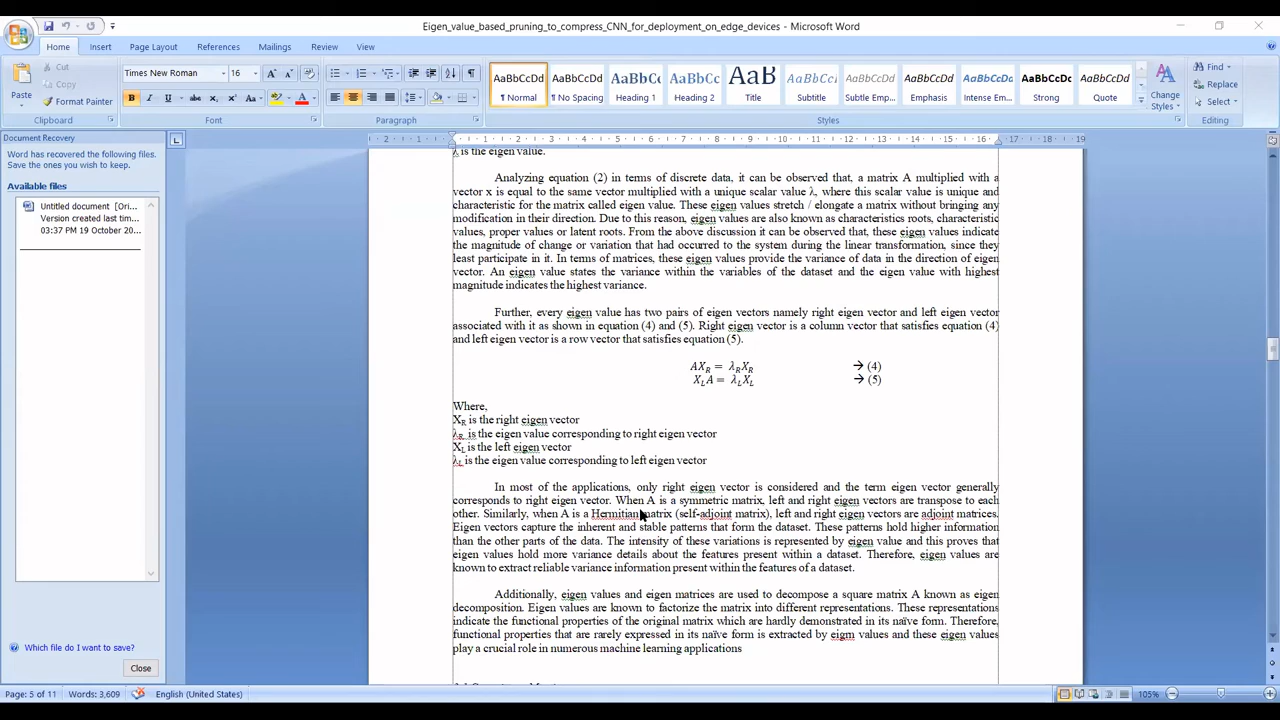 Eigen_value_based_pruning_to_compress_CNN_for_deployment_on_edge_devices - Microsoft Word
Home Insert Page Layout References Mailings Review View
Cut
Copy
Paste
Format Painter
Clipboard
Times New Roman 16
Font
Paragraph
AaBbCcDd AaBbCcDd AaBbCc AaBbCc AaB AaBbCcDd AaBbCcDd AaBbCcDd AaBbCcDd AaBbCcDd AaBbCcDd
¶ Normal ¶ No Spacing Heading 1 Heading 2 Title Subtitle Subtle Emp... Emphasis Intense Em... Strong Quote
Change Styles
Styles
Find
Replace
Select
Editing
Document Recovery
Word has recovered the following files. Save the ones you wish to keep.
Available files
Untitled document [Ori...
Version created last tim...
03:37 PM 19 October 20...
Which file do I want to save?
Close
2 1 1 2 3 4 5 6 7 8 9 10 11 12 13 14 15 17 18 19
λ is the eigen value.
Analyzing equation (2) in terms of discrete data, it can be observed that, a matrix A multiplied with a
vector x is equal to the same vector multiplied with a unique scalar value λ, where this scalar value is unique and
characteristic for the matrix called eigen value. These eigen values stretch / elongate a matrix without bringing any
modification in their direction. Due to this reason, eigen values are also known as characteristics roots, characteristic
values, proper values or latent roots. From the above discussion it can be observed that, these eigen values indicate
the magnitude of change or variation that had occurred to the system during the linear transformation, since they
least participate in it. In terms of matrices, these eigen values provide the variance of data in the direction of eigen
vector. An eigen value states the variance within the variables of the dataset and the eigen value with highest
magnitude indicates the highest variance.
Further, every eigen value has two pairs of eigen vectors namely right eigen vector and left eigen vector
associated with it as shown in equation (4) and (5). Right eigen vector is a column vector that satisfies equation (4)
and left eigen vector is a row vector that satisfies equation (5).
AX_R = λ_R X_R → (4)
X_L A = λ_L X_L → (5)
Where,
X_R is the right eigen vector
λ_R is the eigen value corresponding to right eigen vector
X_L is the left eigen vector
λ_L is the eigen value corresponding to left eigen vector
In most of the applications, only right eigen vector is considered and the term eigen vector generally
corresponds to right eigen vector. When A is a symmetric matrix, left and right eigen vectors are transpose to each
other. Similarly, when A is a Hermitian matrix (self-adjoint matrix), left and right eigen vectors are adjoint matrices.
Eigen vectors capture the inherent and stable patterns that form the dataset. These patterns hold higher information
than the other parts of the data. The intensity of these variations is represented by eigen value and this proves that
eigen values hold more variance details about the features present within a dataset. Therefore, eigen values are
known to extract reliable variance information present within the features of a dataset.
Additionally, eigen values and eigen matrices are used to decompose a square matrix A known as eigen
decomposition. Eigen values are known to factorize the matrix into different representations. These representations
indicate the functional properties of the original matrix which are hardly demonstrated in its naïve form. Therefore,
functional properties that are rarely expressed in its naïve form is extracted by eigrn values and these eigen values
play a crucial role in numerous machine learning applications
Page: 5 of 11 Words: 3,609 English (United States) 105%